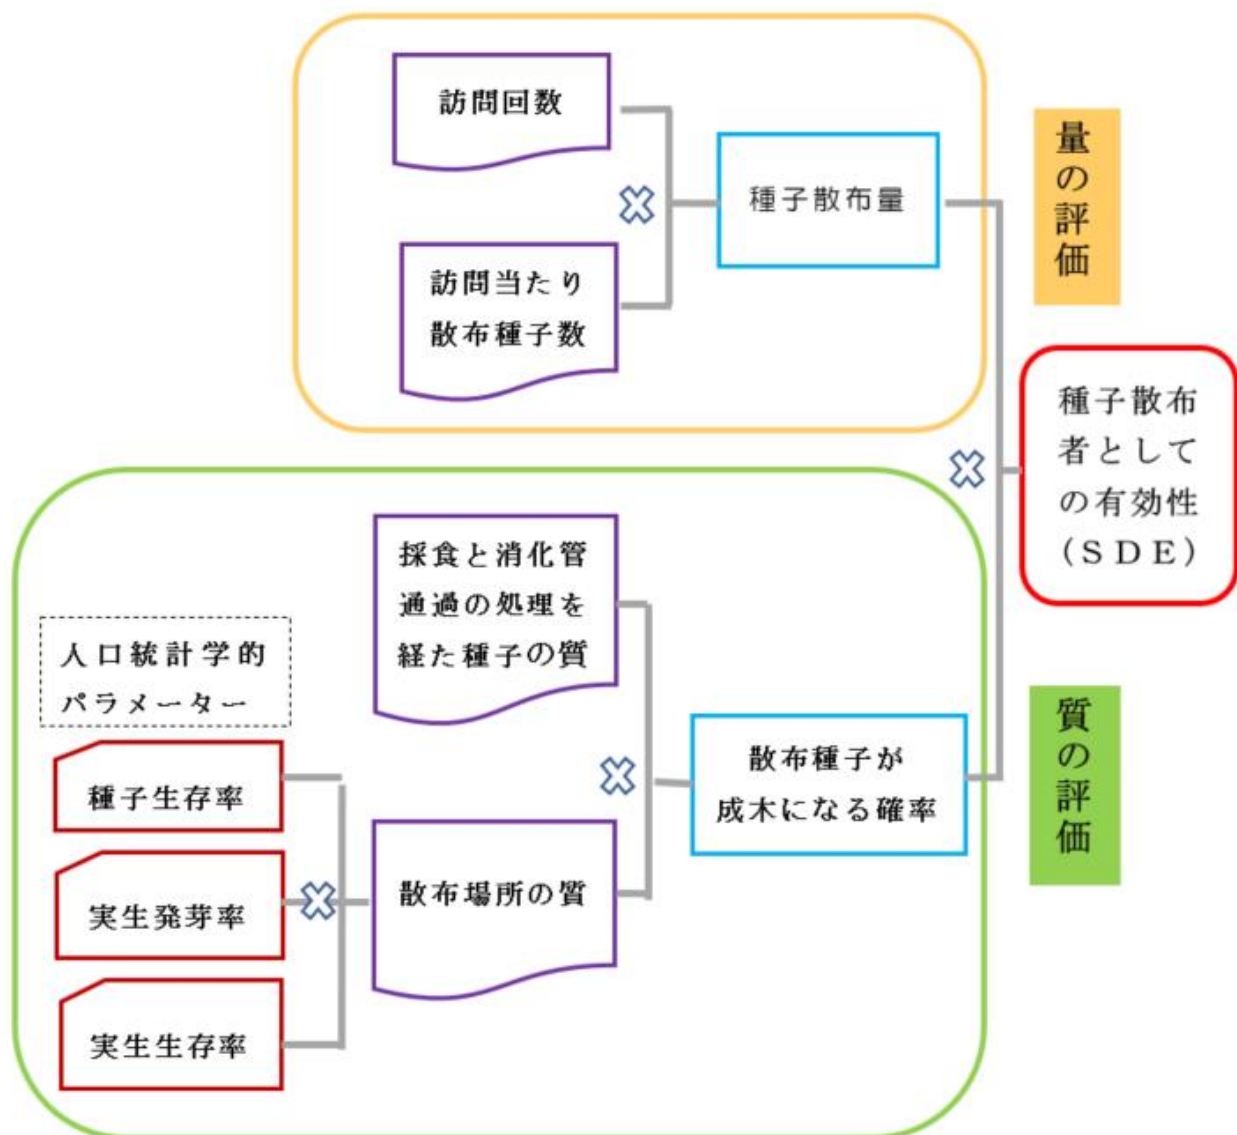 訪問回数
訪問当たり
散布種子数
種子散布量
量の評価
種子散布
者として
の有効性
(SDE)
採食と消化管
通過の処理を
経た種子の質
人口統計学的
パラメーター
種子生存率
実生発芽率
実生生存率
散布場所の質
散布種子が
成木になる確率
質の評価